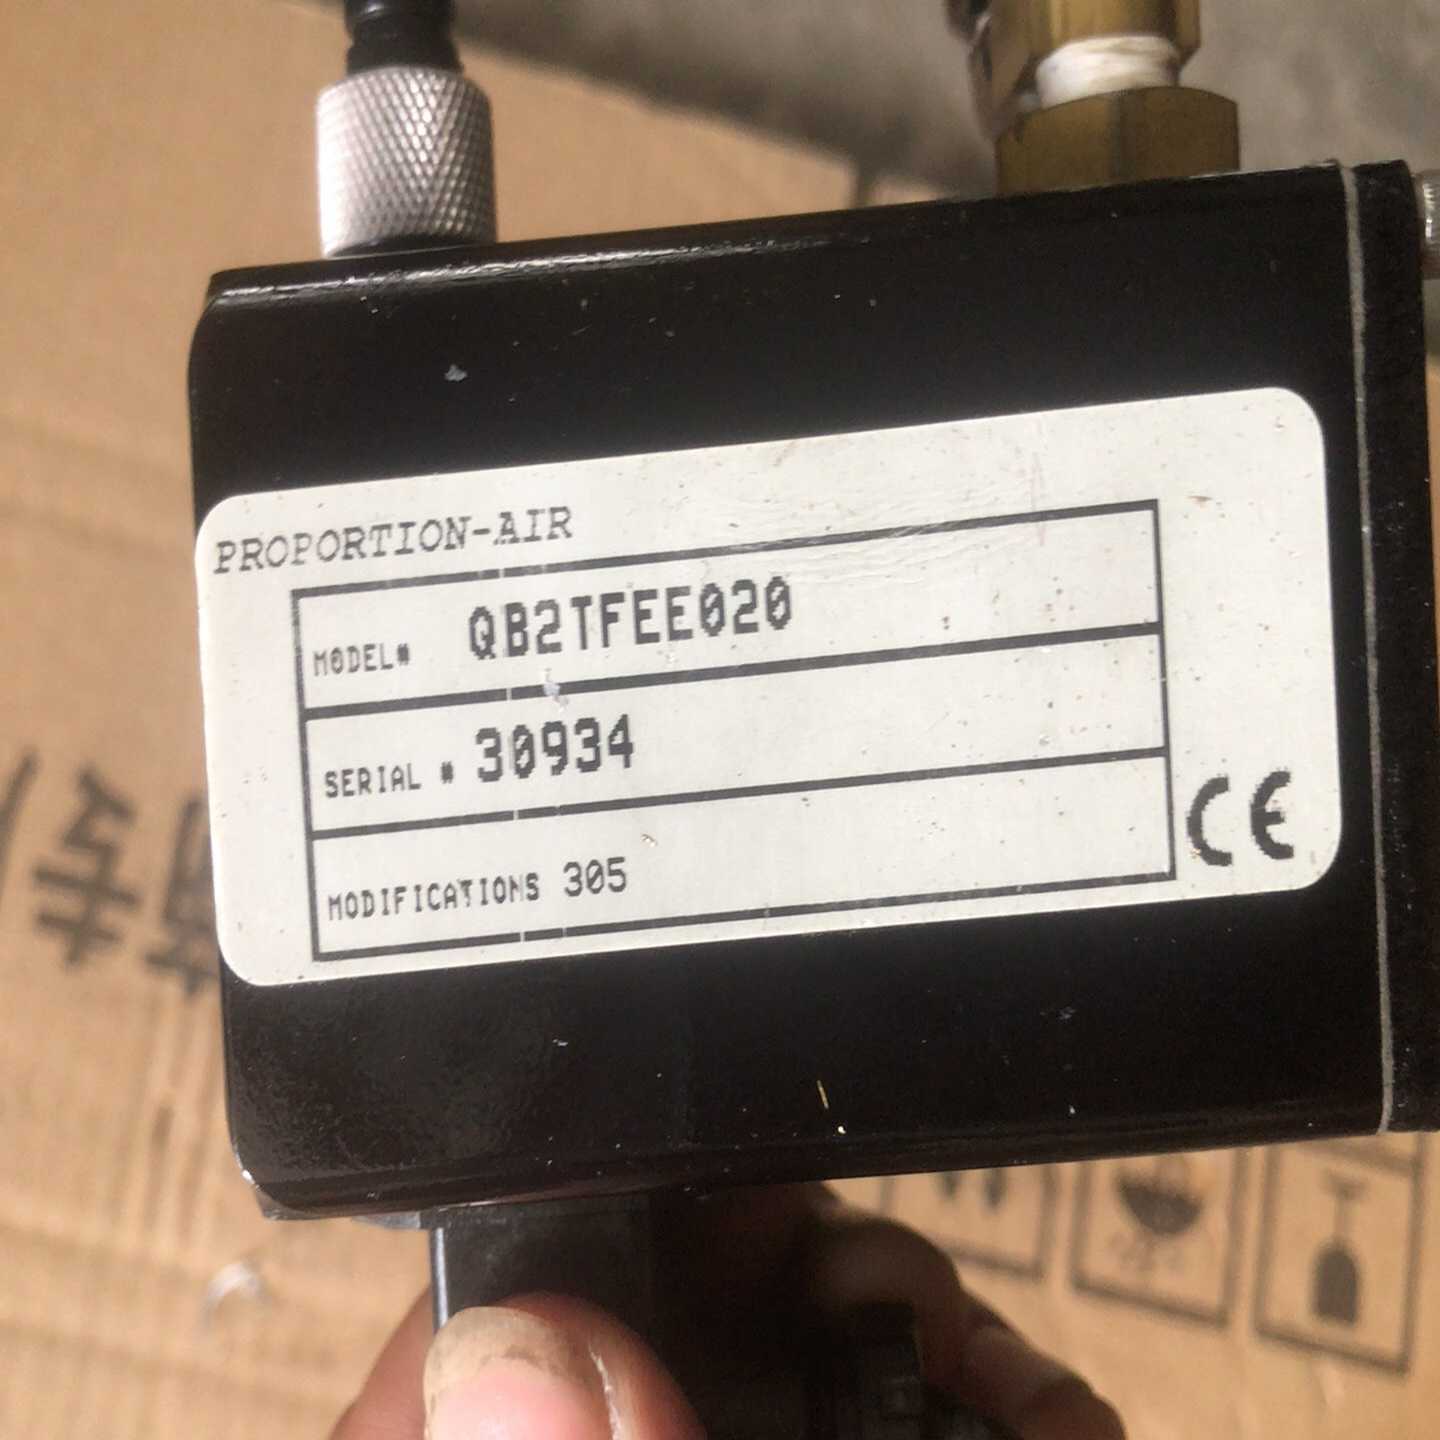 PROPORTION-AIR
MODEL# QB2TFEE020
SERIAL # 30934
MODIFICATIONS 305
CE